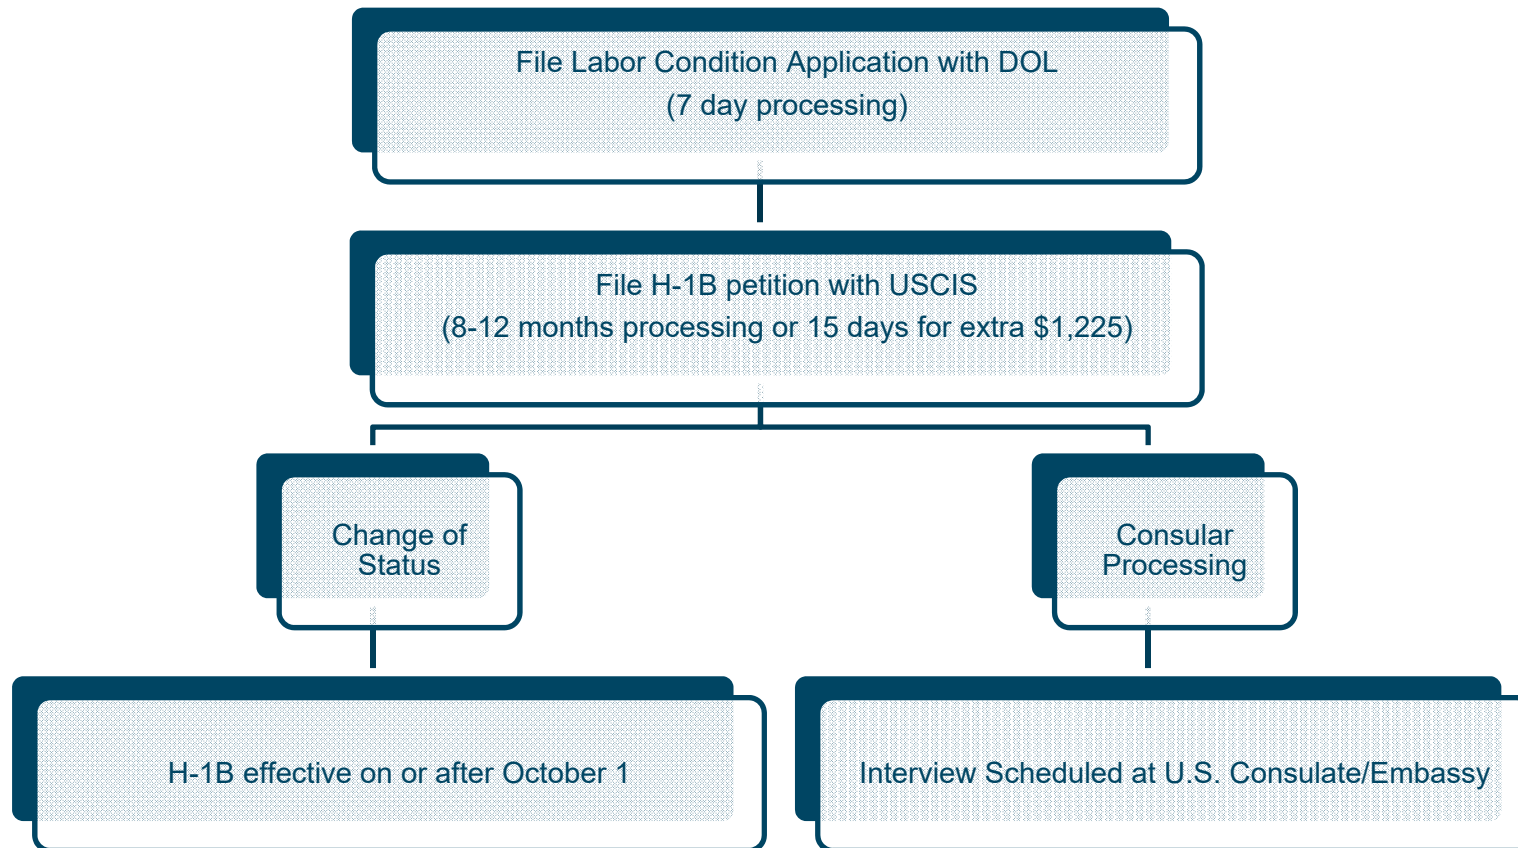 File Labor Condition Application with DOL
(7 day processing)
File H-1B petition with USCIS
(8-12 months processing or 15 days for extra $1,225)
Change of
Status
Consular
Processing
H-1B effective on or after October 1
Interview Scheduled at U.S. Consulate/Embassy